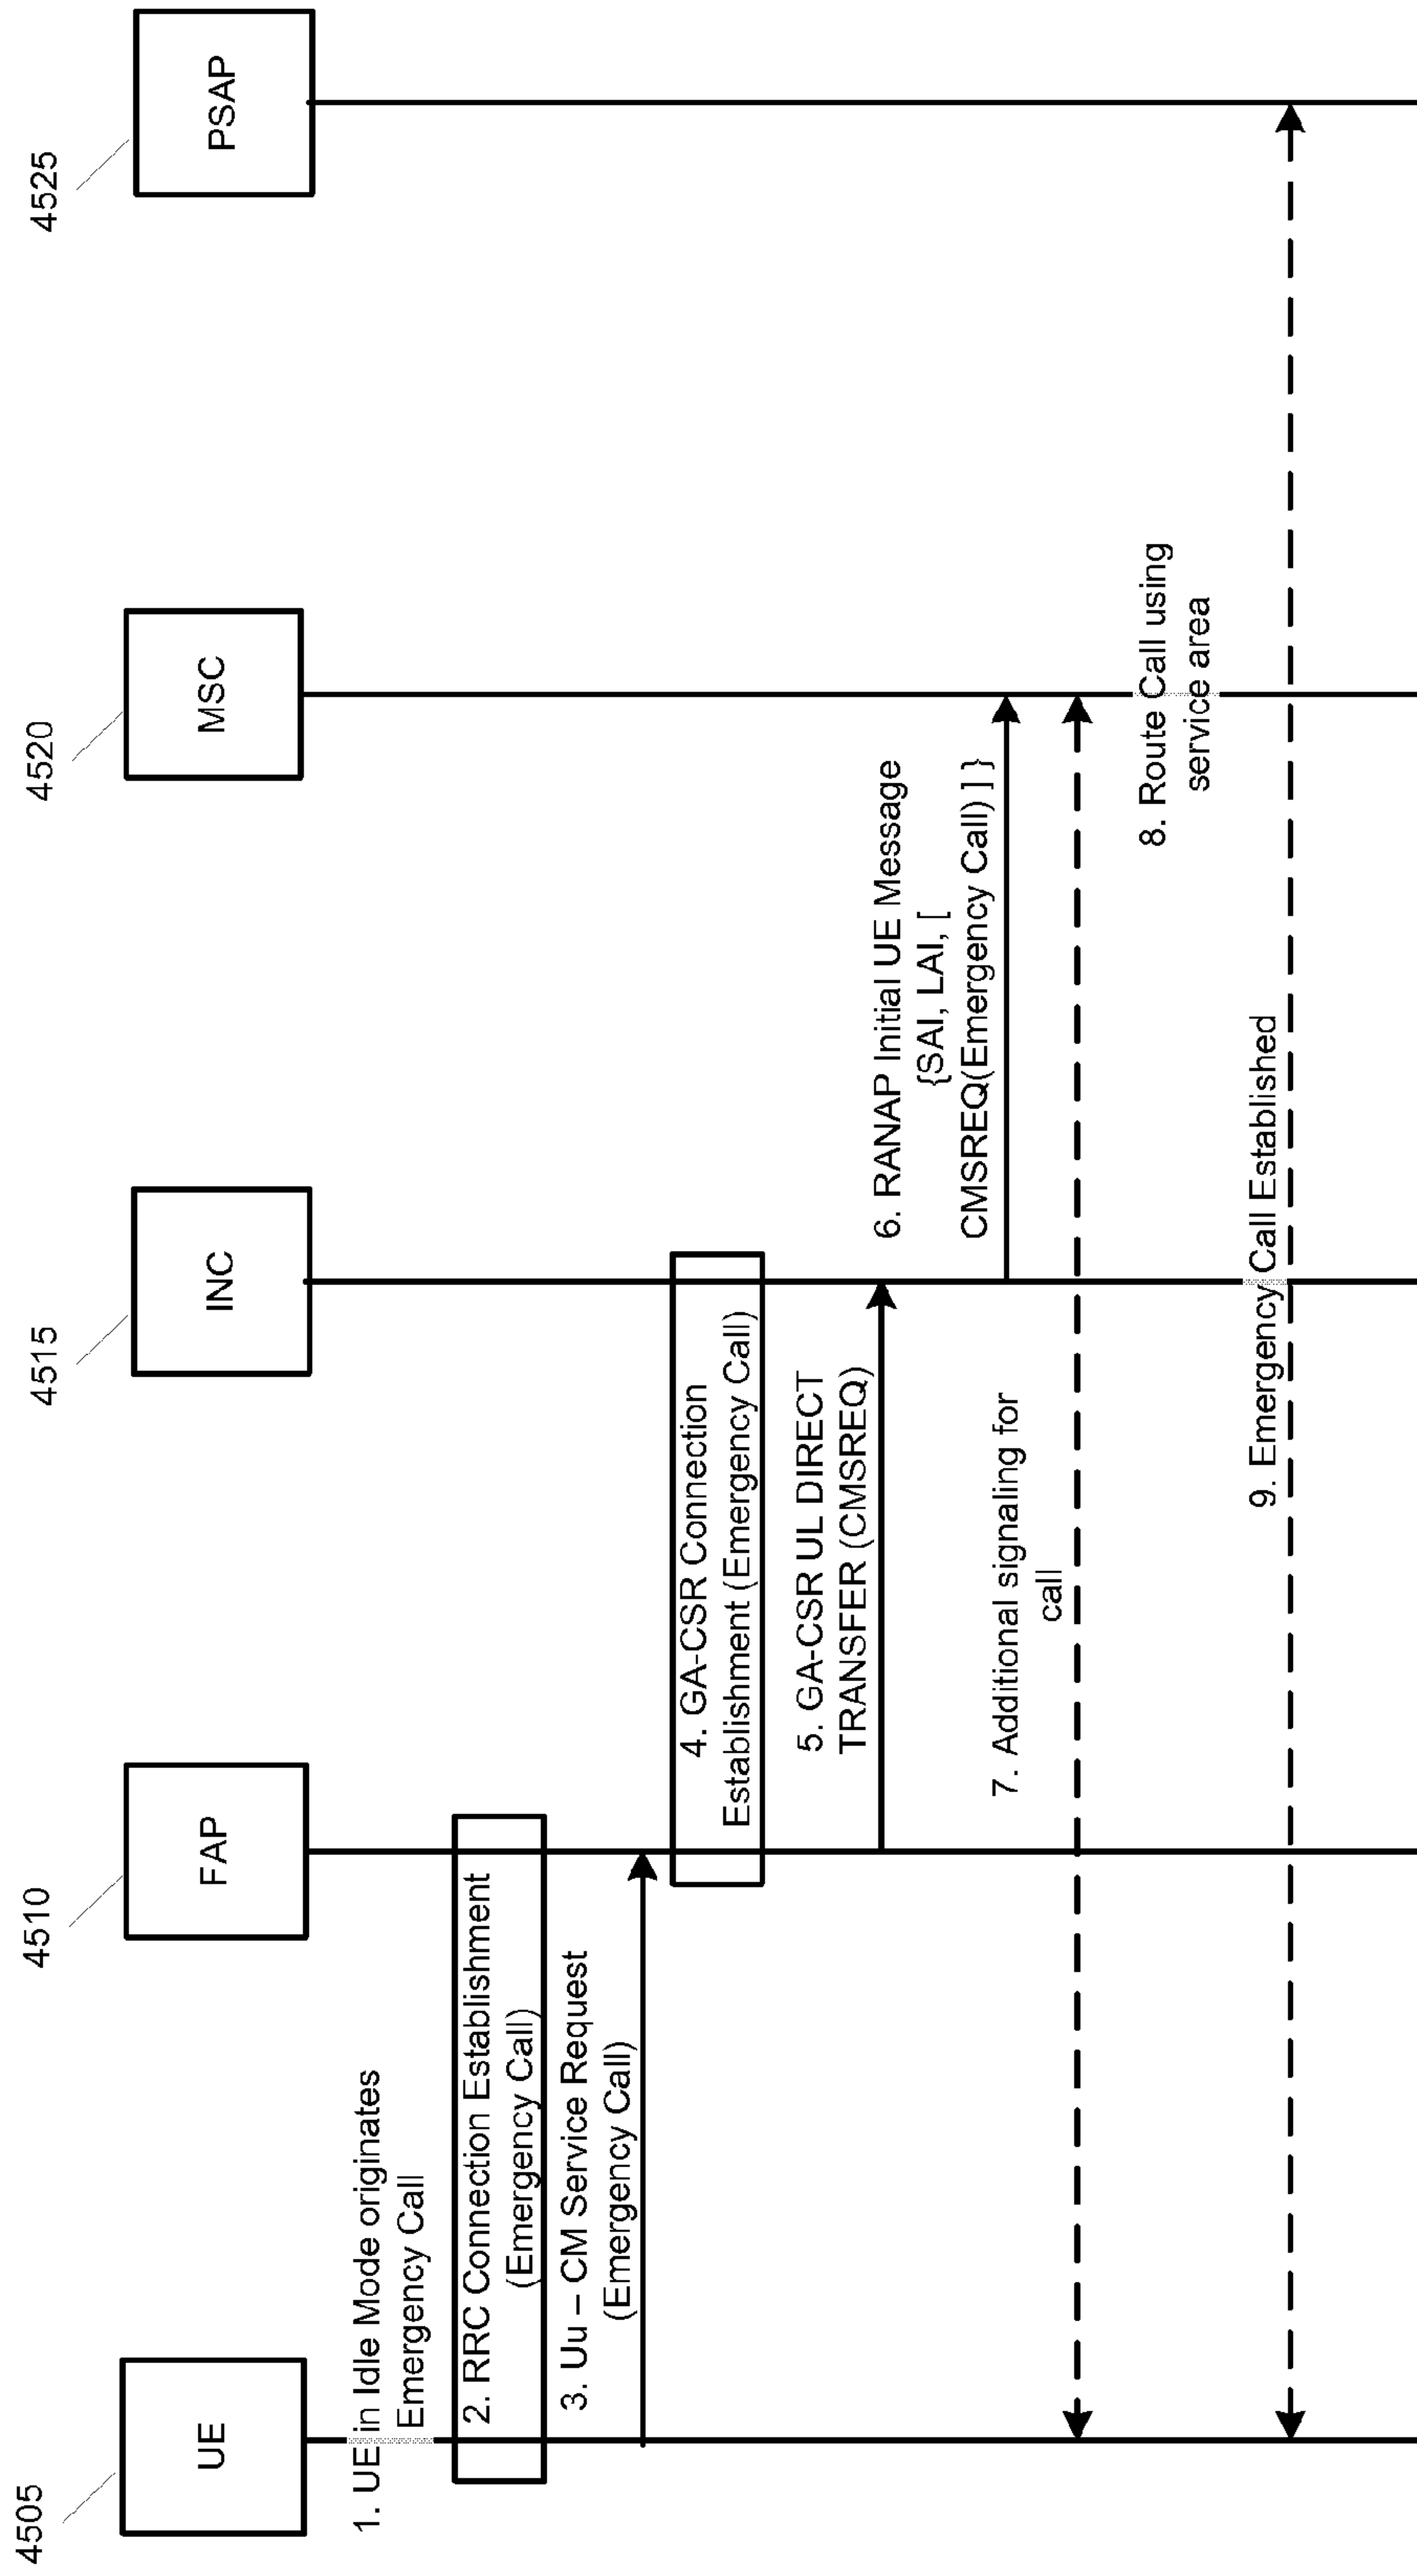 4505
4510
4515
4520
4525
UE
FAP
INC
MSC
PSAP
1. UE in Idle Mode originates
Emergency Call
2. RRC Connection Establishment
(Emergency Call)
3. Uu – CM Service Request
(Emergency Call)
4. GA-CSR Connection
Establishment (Emergency Call)
5. GA-CSR UL DIRECT
TRANSFER (CMSREQ)
6. RANAP Initial UE Message
{SAI, LAI, [
CMSREQ(Emergency Call) ] }
7. Additional signaling for
call
8. Route Call using
service area
9. Emergency Call Established